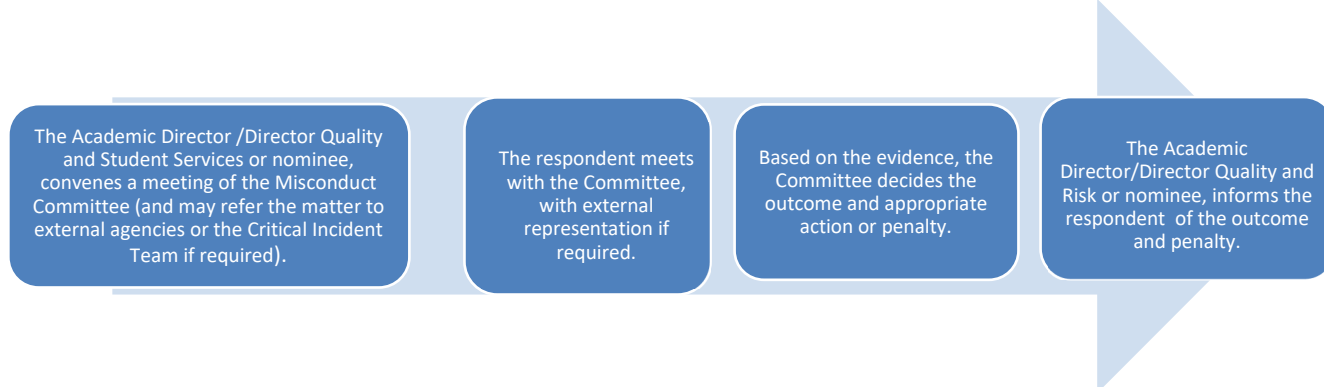 The Academic Director /Director Quality
and Student Services or nominee,
convenes a meeting of the Misconduct
Committee (and may refer the matter to
external agencies or the Critical Incident
Team if required).
The respondent meets
with the Committee,
with external
representation if
required.
Based on the evidence, the
Committee decides the
outcome and appropriate
action or penalty.
The Academic
Director/Director Quality and
Risk or nominee, informs the
respondent  of the outcome
and penalty.